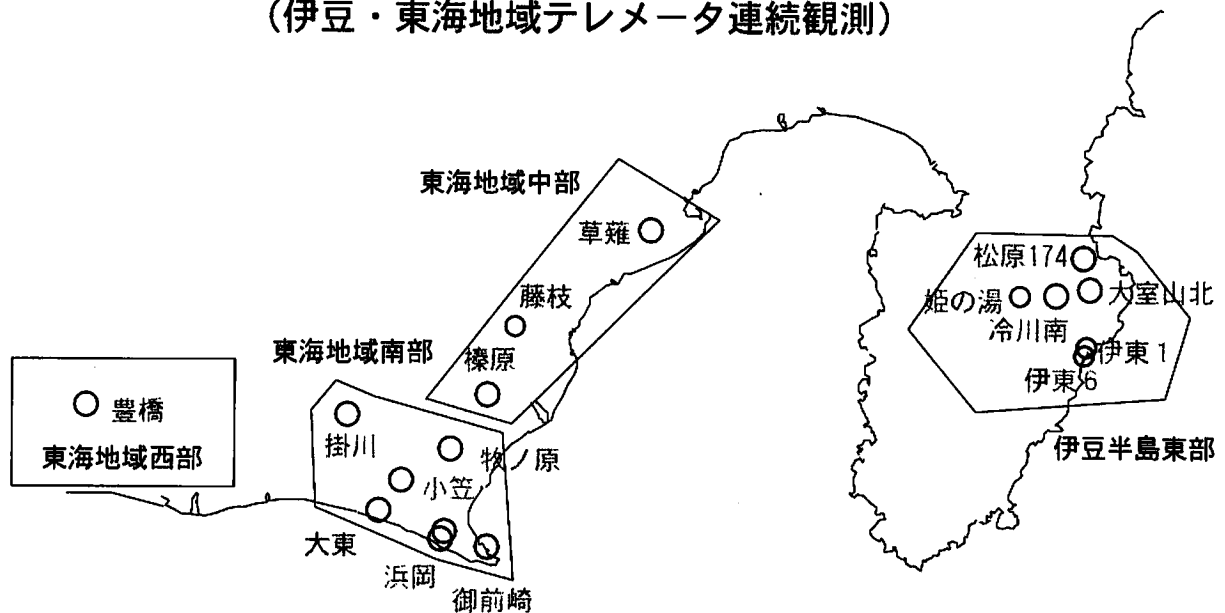 (伊豆・東海地域テレメータ連続観測)
東海地域中部
草薙
藤枝
榛原
東海地域南部
掛川
牧ノ原
小笠
大東
浜岡
御前崎
豊橋
東海地域西部
松原174
姫の湯
大室山北
冷川南
伊東1
伊東6
伊豆半島東部